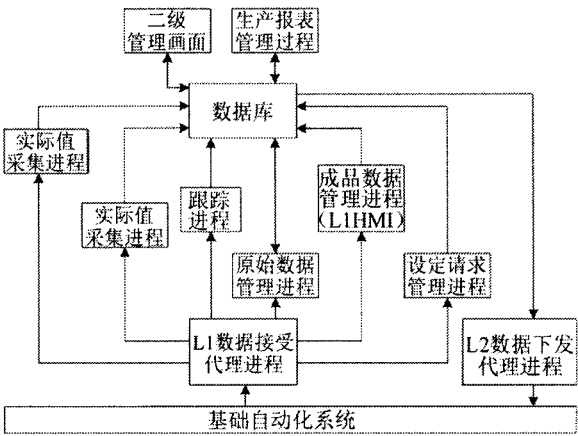 二级
管理画面
生产报表
管理过程
数据库
实际值
采集进程
实际值
采集进程
跟踪
进程
成品数据
管理进程
(L1HMI)
原始数据
管理进程
设定请求
管理进程
L1数据接受
代理进程
L2数据下发
代理进程
基础自动化系统